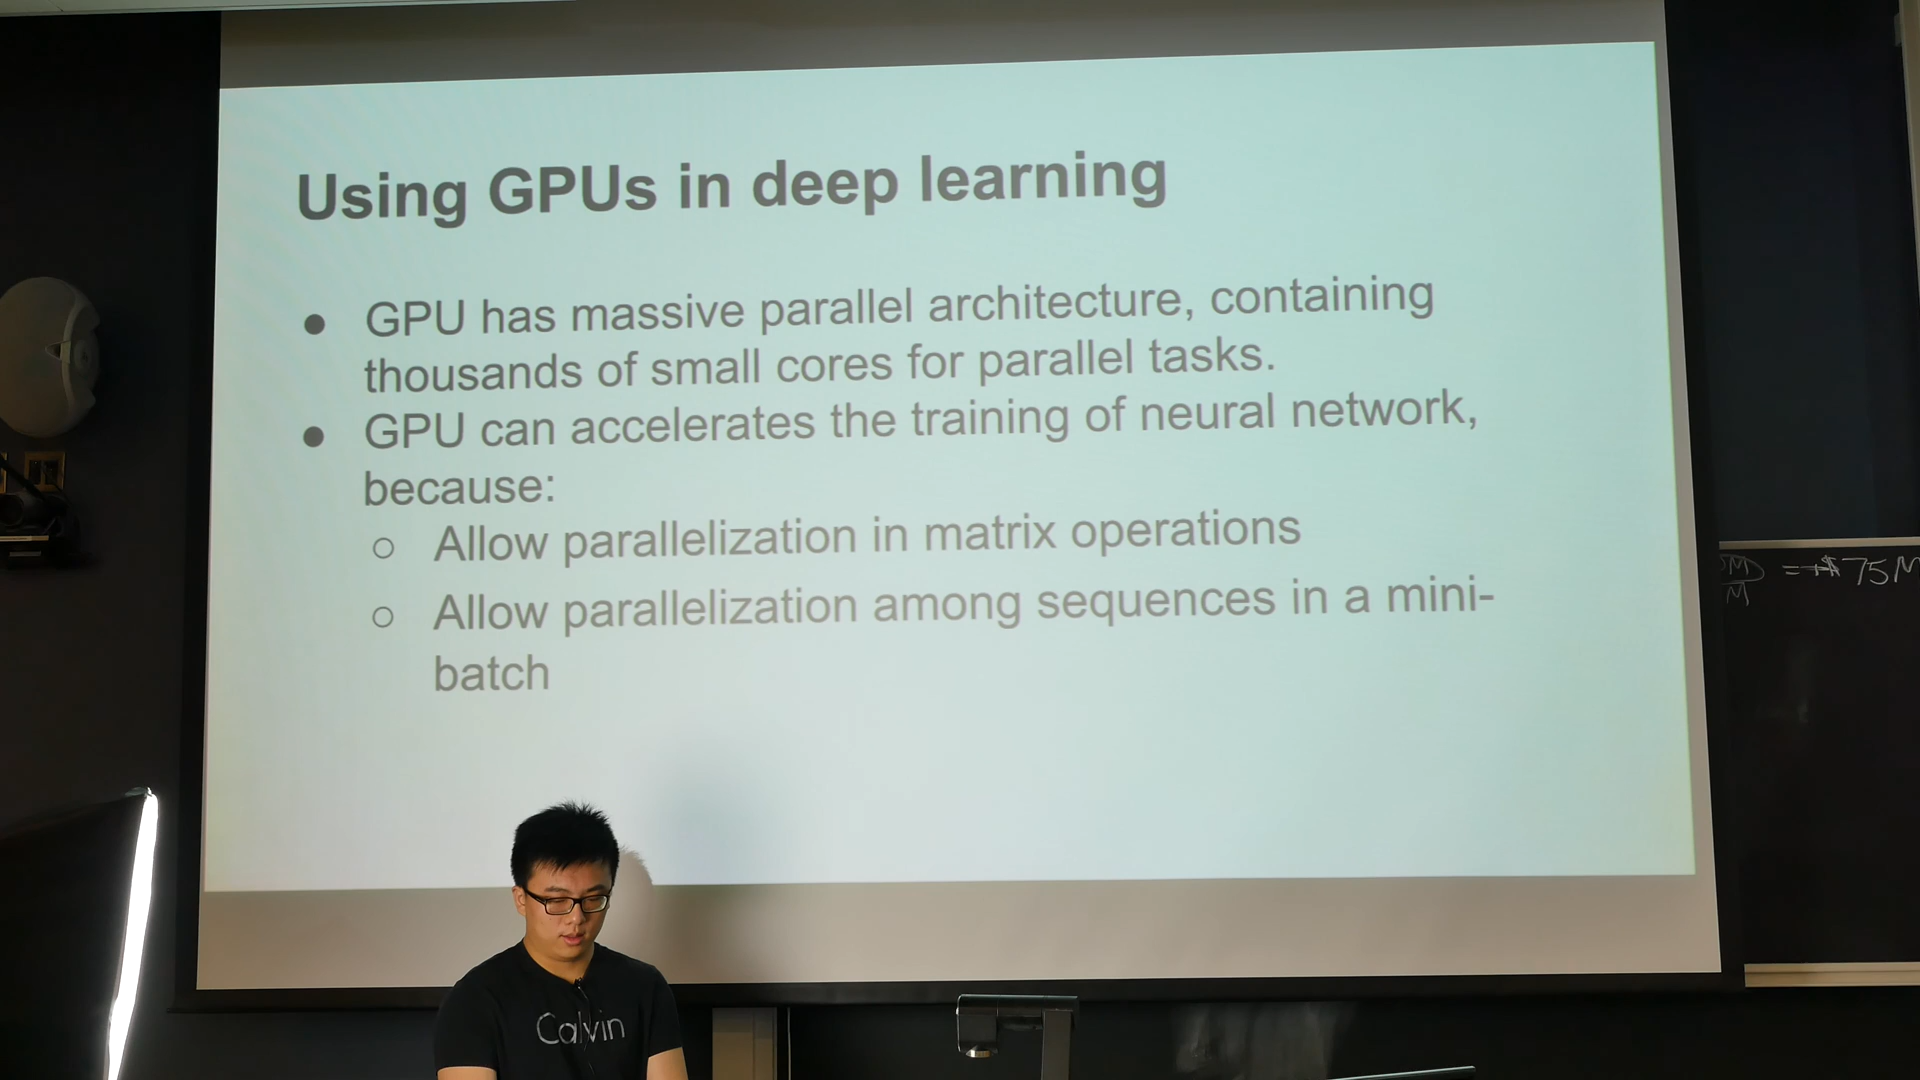 Using GPUs in deep learning
● GPU has massive parallel architecture, containing
thousands of small cores for parallel tasks.
● GPU can accelerates the training of neural network,
because:
○ Allow parallelization in matrix operations
○ Allow parallelization among sequences in a mini-
batch
= $75M
M
Calvin